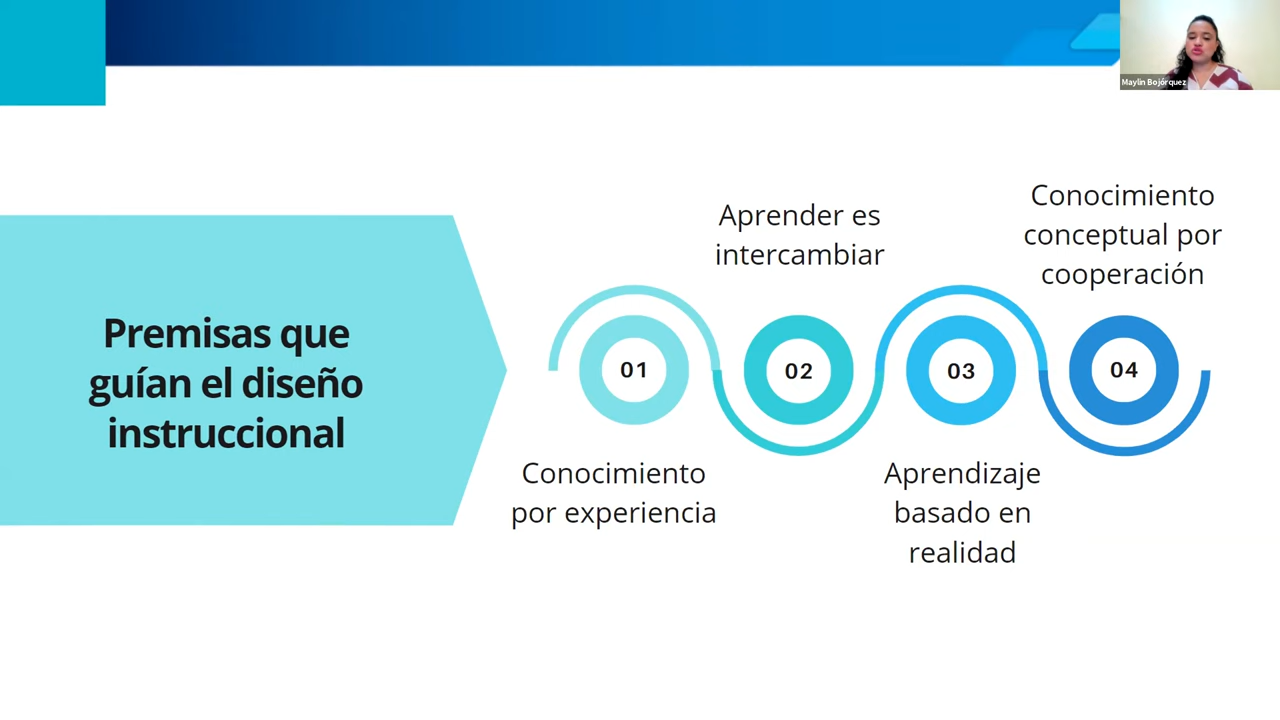 Maylin Bojórquez
Premisas que
guían el diseño
instruccional
01
Conocimiento
por experiencia
Aprender es
intercambiar
02
03
Aprendizaje
basado en
realidad
Conocimiento
conceptual por
cooperación
04